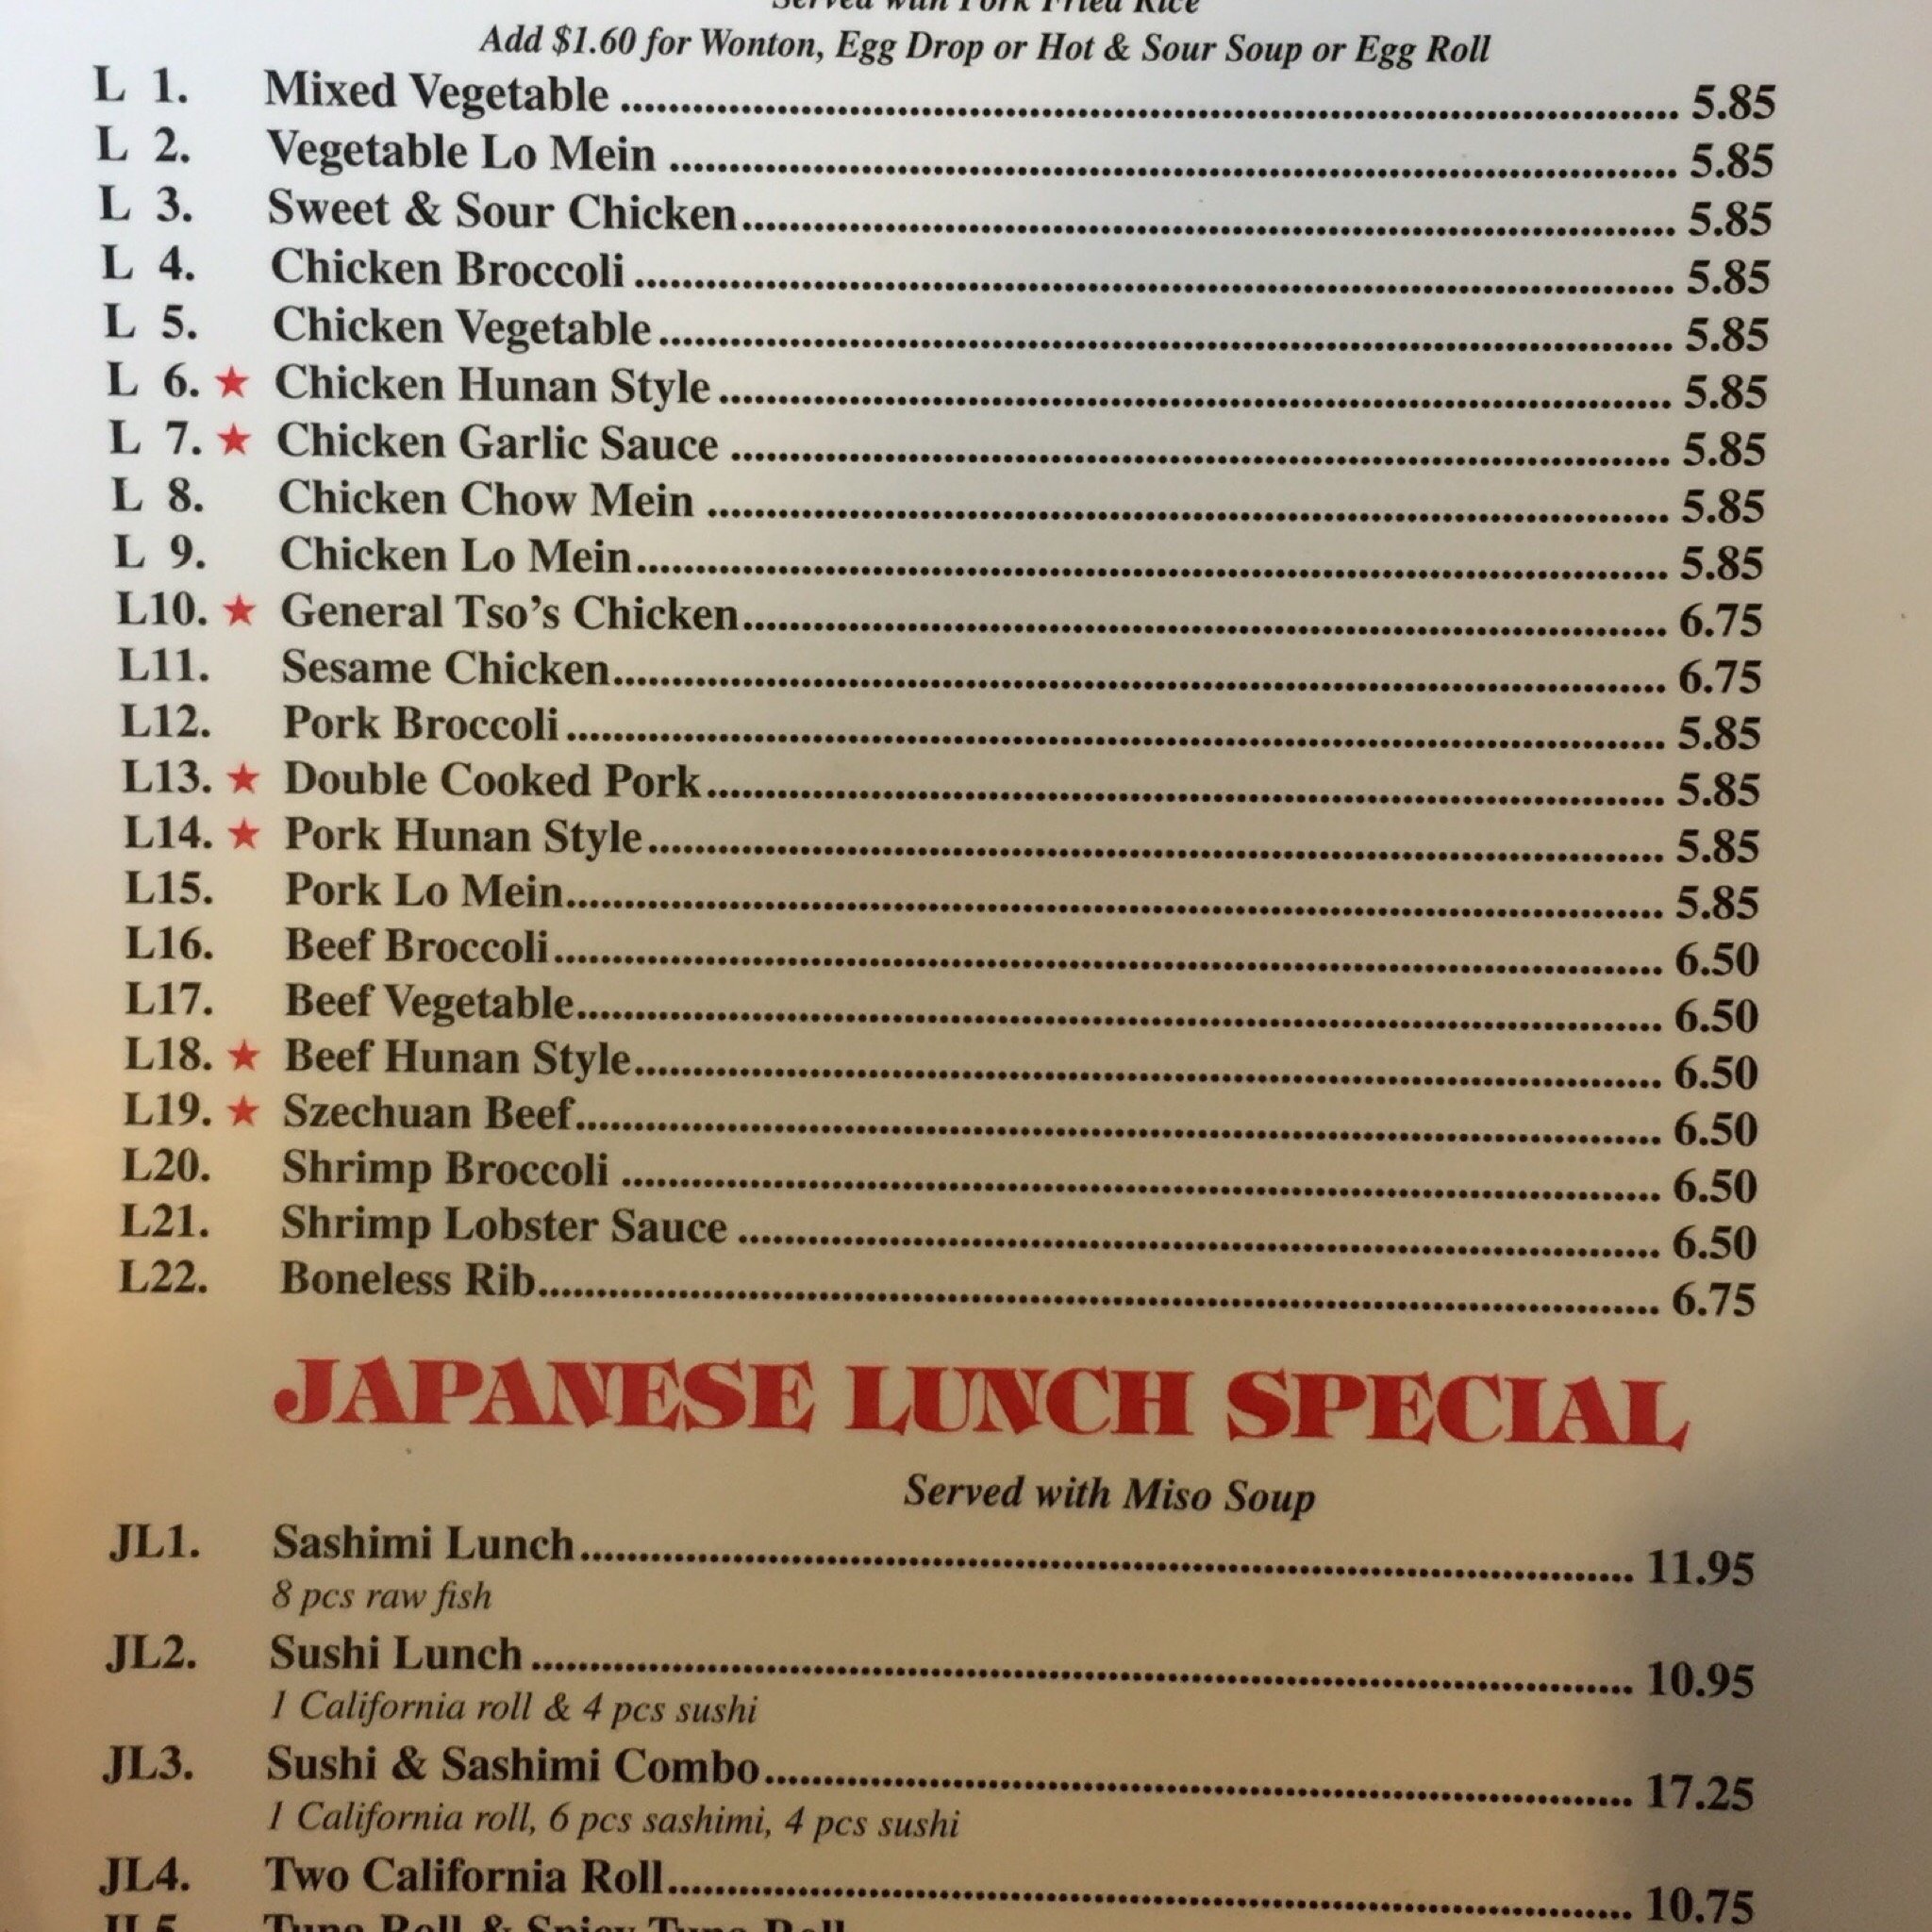 Served with Pork Fried Rice
Add $1.60 for Wonton, Egg Drop or Hot & Sour Soup or Egg Roll
L 1. Mixed Vegetable 5.85
L 2. Vegetable Lo Mein 5.85
L 3. Sweet & Sour Chicken 5.85
L 4. Chicken Broccoli 5.85
L 5. Chicken Vegetable 5.85
L 6. ★ Chicken Hunan Style 5.85
L 7. ★ Chicken Garlic Sauce 5.85
L 8. Chicken Chow Mein 5.85
L 9. Chicken Lo Mein 5.85
L10. ★ General Tso's Chicken 6.75
L11. Sesame Chicken 6.75
L12. Pork Broccoli 5.85
L13. ★ Double Cooked Pork 5.85
L14. ★ Pork Hunan Style 5.85
L15. Pork Lo Mein 5.85
L16. Beef Broccoli 6.50
L17. Beef Vegetable 6.50
L18. ★ Beef Hunan Style 6.50
L19. ★ Szechuan Beef 6.50
L20. Shrimp Broccoli 6.50
L21. Shrimp Lobster Sauce 6.50
L22. Boneless Rib 6.75
JAPANESE LUNCH SPECIAL
Served with Miso Soup
JL1. Sashimi Lunch 11.95
8 pcs raw fish
JL2. Sushi Lunch 10.95
1 California roll & 4 pcs sushi
JL3. Sushi & Sashimi Combo 17.25
1 California roll, 6 pcs sashimi, 4 pcs sushi
JL4. Two California Roll 10.75
JL5. Tuna Roll & Spicy Tuna Roll